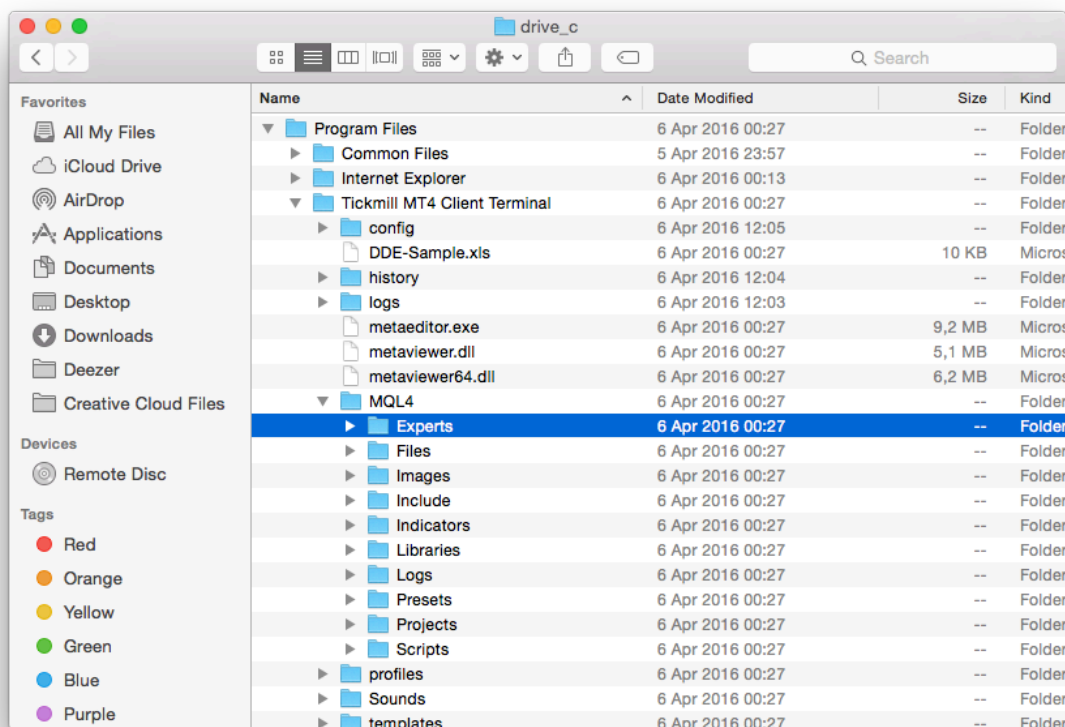 drive_c
Search
Favorites
All My Files
iCloud Drive
AirDrop
Applications
Documents
Desktop
Downloads
Deezer
Creative Cloud Files
Devices
Remote Disc
Tags
Red
Orange
Yellow
Green
Blue
Purple
Name Date Modified Size Kind
Program Files 6 Apr 2016 00:27 -- Folder
Common Files 5 Apr 2016 23:57 -- Folder
Internet Explorer 6 Apr 2016 00:13 -- Folder
Tickmill MT4 Client Terminal 6 Apr 2016 00:27 -- Folder
config 6 Apr 2016 12:05 -- Folder
DDE-Sample.xls 6 Apr 2016 00:27 10 KB Micros
history 6 Apr 2016 12:04 -- Folder
logs 6 Apr 2016 12:03 -- Folder
metaeditor.exe 6 Apr 2016 00:27 9,2 MB Micros
metaviewer.dll 6 Apr 2016 00:27 5,1 MB Micros
metaviewer64.dll 6 Apr 2016 00:27 6,2 MB Micros
MQL4 6 Apr 2016 00:27 -- Folder
Experts 6 Apr 2016 00:27 -- Folder
Files 6 Apr 2016 00:27 -- Folder
Images 6 Apr 2016 00:27 -- Folder
Include 6 Apr 2016 00:27 -- Folder
Indicators 6 Apr 2016 00:27 -- Folder
Libraries 6 Apr 2016 00:27 -- Folder
Logs 6 Apr 2016 00:27 -- Folder
Presets 6 Apr 2016 00:27 -- Folder
Projects 6 Apr 2016 00:27 -- Folder
Scripts 6 Apr 2016 00:27 -- Folder
profiles 6 Apr 2016 00:27 -- Folder
Sounds 6 Apr 2016 00:27 -- Folder
templates 6 Apr 2016 00:27 -- Folder